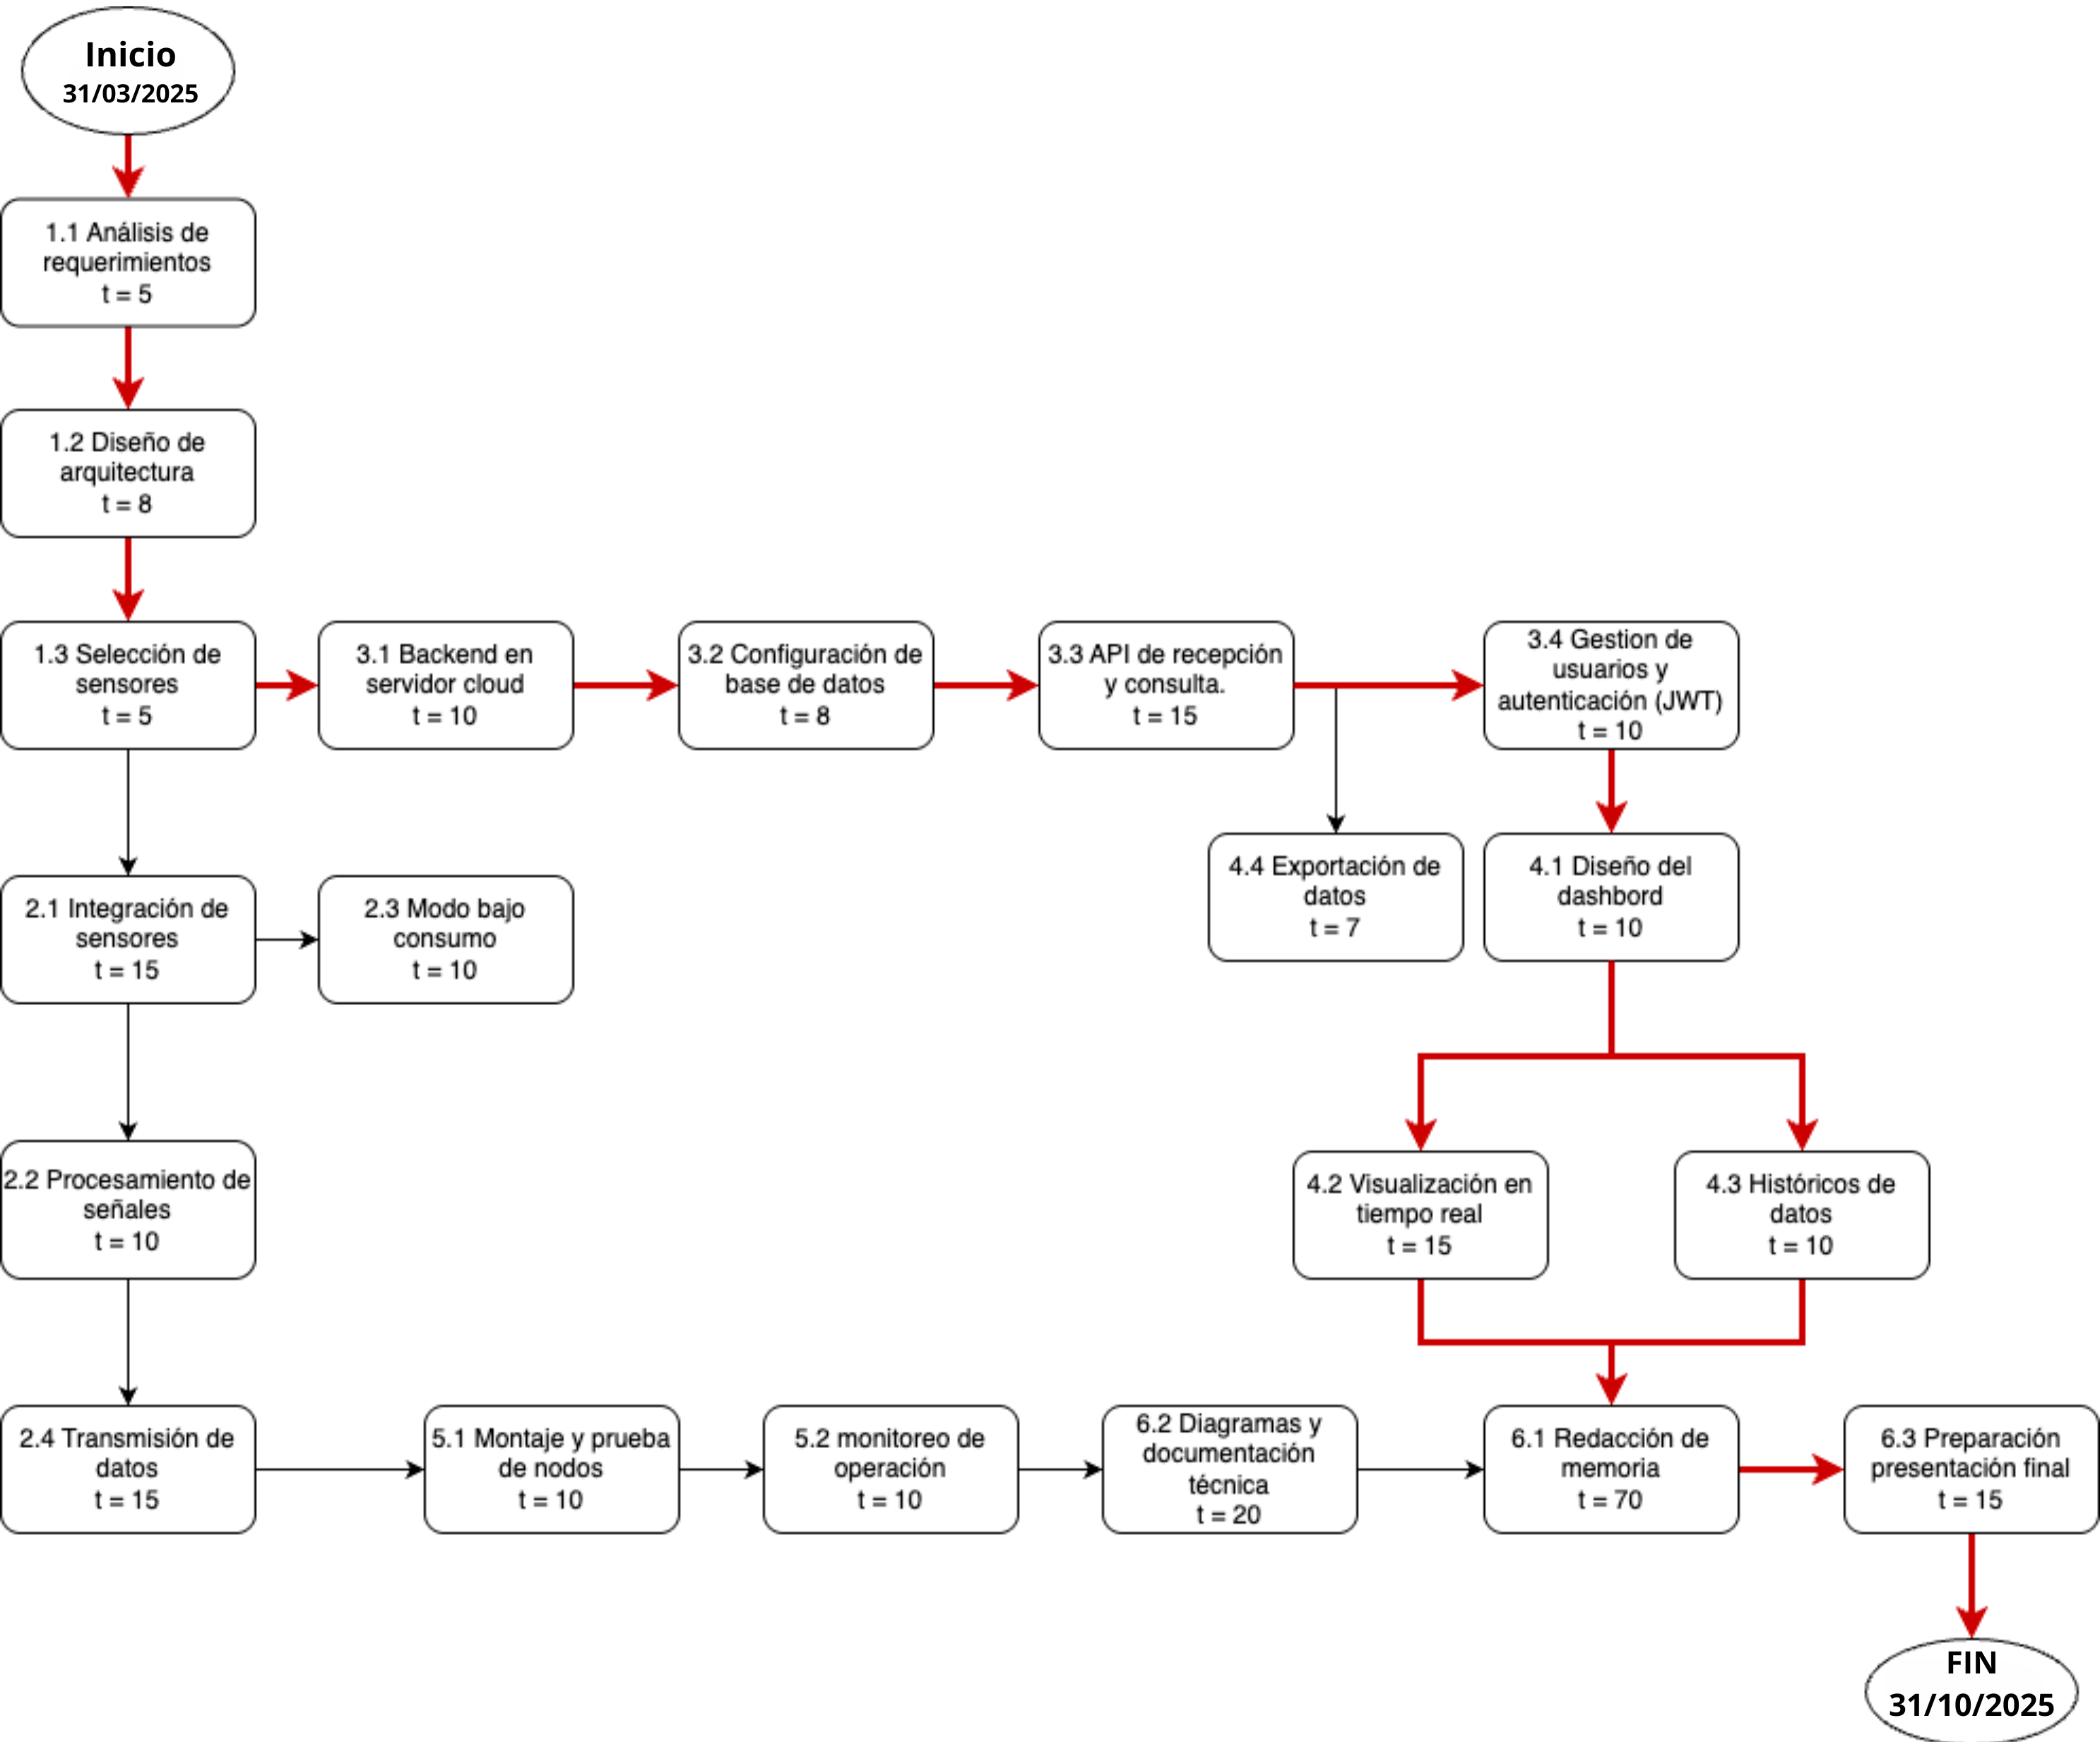 Inicio
31/03/2025
1.1 Análisis de
requerimientos
t = 5
1.2 Diseño de
arquitectura
t = 8
1.3 Selección de
sensores
t = 5
3.1 Backend en
servidor cloud
t = 10
3.2 Configuración de
base de datos
t = 8
3.3 API de recepción
y consulta.
t = 15
3.4 Gestion de
usuarios y
autenticación (JWT)
t = 10
2.1 Integración de
sensores
t = 15
2.3 Modo bajo
consumo
t = 10
4.4 Exportación de
datos
t = 7
4.1 Diseño del
dashbord
t = 10
2.2 Procesamiento de
señales
t = 10
4.2 Visualización en
tiempo real
t = 15
4.3 Históricos de
datos
t = 10
2.4 Transmisión de
datos
t = 15
5.1 Montaje y prueba
de nodos
t = 10
5.2 monitoreo de
operación
t = 10
6.2 Diagramas y
documentación
técnica
t = 20
6.1 Redacción de
memoria
t = 70
6.3 Preparación
presentación final
t = 15
FIN
31/10/2025